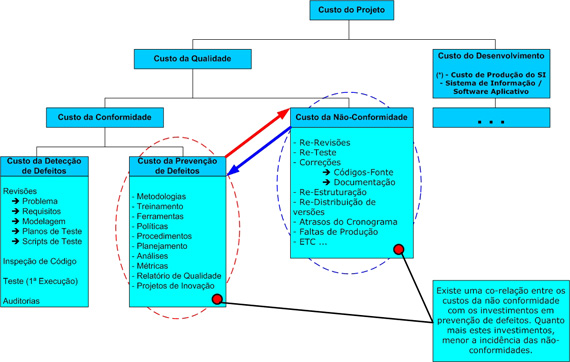 Custo do Projeto
Custo da Qualidade
Custo do Desenvolvimento
(*) - Custo de Produção do SI
- Sistema de Informação /
Software Aplicativo
Custo da Conformidade
Custo da Não-Conformidade
- Re-Revisões
- Re-Teste
- Correções
➔ Códigos-Fonte
➔ Documentação
- Re-Estruturação
- Re-Distribuição de
versões
- Atrasos do Cronograma
- Faltas de Produção
- ETC ...
...
Custo da Detecção
de Defeitos
Revisões
➔ Problema
➔ Requisitos
➔ Modelagem
➔ Planos de Teste
➔ Scripts de Teste
Inspeção de Código
Teste (1ª Execução)
Auditorias
Custo da Prevenção
de Defeitos
- Metodologias
- Treinamento
- Ferramentas
- Políticas
- Procedimentos
- Planejamento
- Análises
- Métricas
- Relatório de Qualidade
- Projetos de Inovação
Existe uma co-relação entre os
custos da não conformidade
com os investimentos em
prevenção de defeitos. Quanto
mais estes investimentos,
menor a incidência das não-
conformidades.